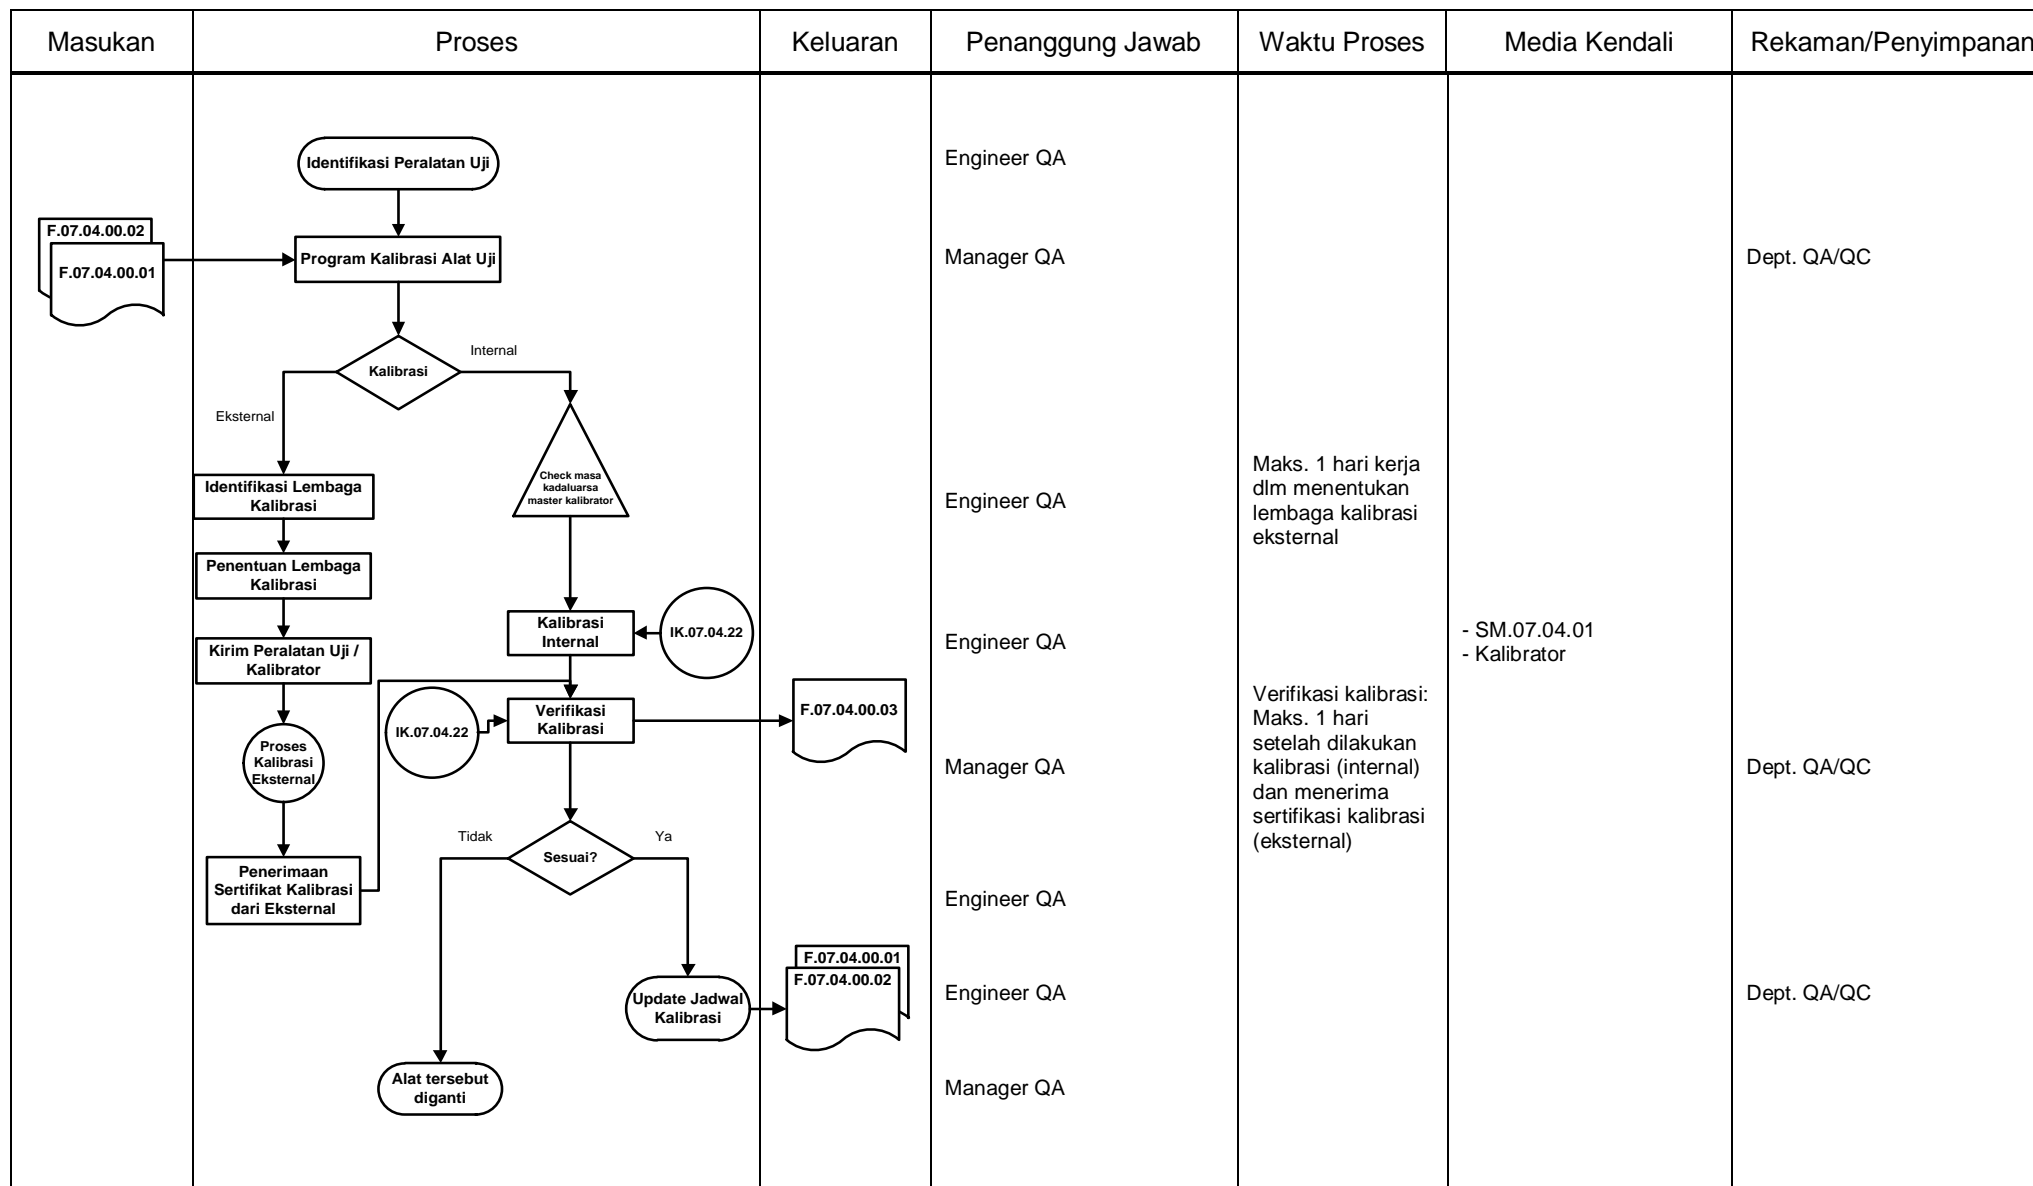 Masukan
Proses
Keluaran
Penanggung Jawab
Waktu Proses
Media Kendali
Rekaman/Penyimpanan
Identifikasi Peralatan Uji
Engineer QA
F.07.04.00.02
F.07.04.00.01
Program Kalibrasi Alat Uji
Manager QA
Dept. QA/QC
Kalibrasi
Internal
Eksternal
Check masa
kadaluarsa
master kalibrator
Identifikasi Lembaga
Kalibrasi
Engineer QA
Maks. 1 hari kerja
dlm menentukan
lembaga kalibrasi
eksternal
Penentuan Lembaga
Kalibrasi
Kalibrasi
Internal
IK.07.04.22
Engineer QA
- SM.07.04.01
- Kalibrator
Kirim Peralatan Uji /
Kalibrator
IK.07.04.22
Verifikasi
Kalibrasi
F.07.04.00.03
Verifikasi kalibrasi:
Maks. 1 hari
setelah dilakukan
kalibrasi (internal)
dan menerima
sertifikasi kalibrasi
(eksternal)
Proses
Kalibrasi
Eksternal
Manager QA
Dept. QA/QC
Tidak
Sesuai?
Ya
Penerimaan
Sertifikat Kalibrasi
dari Eksternal
Engineer QA
Update Jadwal
Kalibrasi
F.07.04.00.01
F.07.04.00.02
Engineer QA
Dept. QA/QC
Alat tersebut
diganti
Manager QA